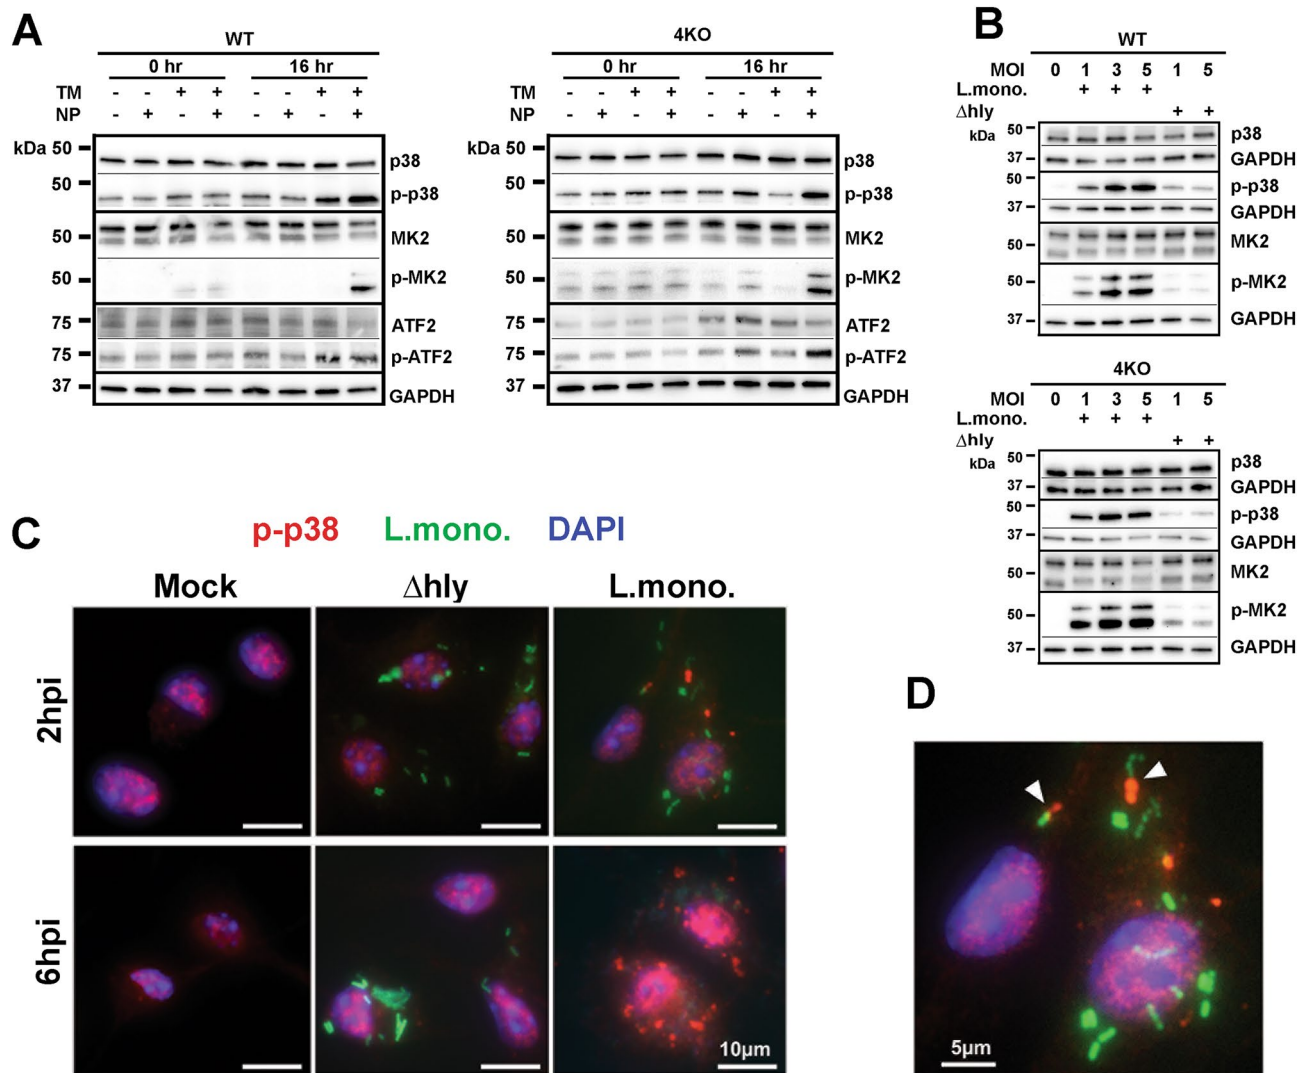 A
WT
0 hr 16 hr
TM - - + + - - + +
NP - + - + - + - +
kDa 50
50
50
50
75
75
37
p38
p-p38
MK2
p-MK2
ATF2
p-ATF2
GAPDH
4KO
0 hr 16 hr
TM - - + + - - + +
NP - + - + - + - +
kDa 50
50
50
50
75
75
37
p38
p-p38
MK2
p-MK2
ATF2
p-ATF2
GAPDH
B
WT
MOI 0 1 3 5 1 5
L.mono. + + +
Δhly + +
kDa 50 p38
37 GAPDH
50 p-p38
37 GAPDH
50 MK2
50 p-MK2
37 GAPDH
4KO
MOI 0 1 3 5 1 5
L.mono. + + +
Δhly + +
kDa 50 p38
37 GAPDH
50 p-p38
37 GAPDH
50 MK2
50 p-MK2
37 GAPDH
C
p-p38 L.mono. DAPI
Mock Δhly L.mono.
2hpi
6hpi
10μm
D
5μm